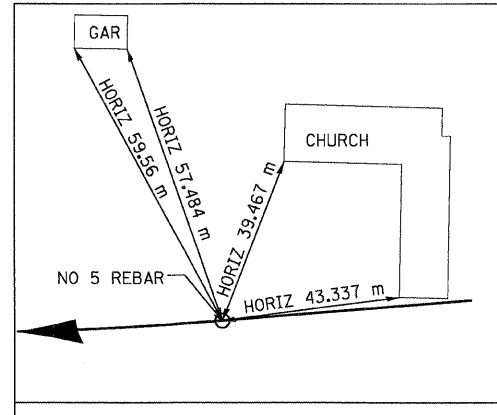 GAR
HORIZ 59.56 m
HORIZ 57.484 m
CHURCH
HORIZ 39.467 m
NO 5 REBAR
HORIZ 43.337 m